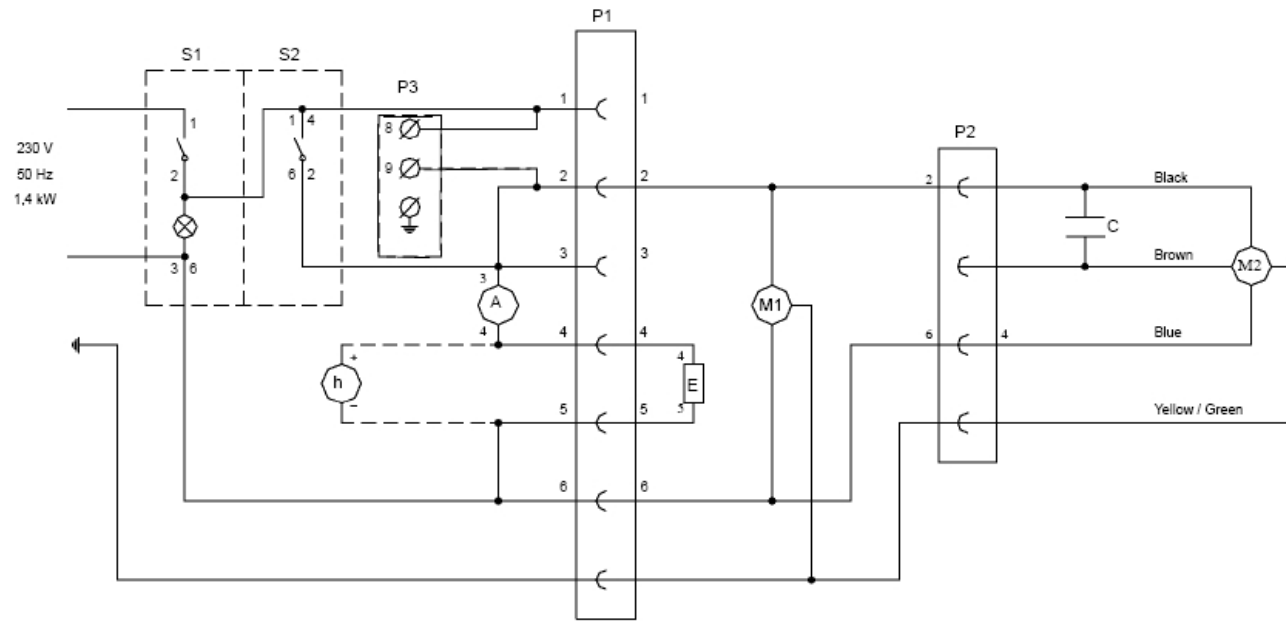 P1
S1 S2
P3
1 1 4 1 1
8
230 V
50 Hz
1,4 kW
2 6 2 9 2 2
P2
2 Black
C
3 6 3 3 Brown M2
3
A M1
4 4 4 6 4 Blue
+
h
−
4
E
5
5 5 Yellow / Green
6 6